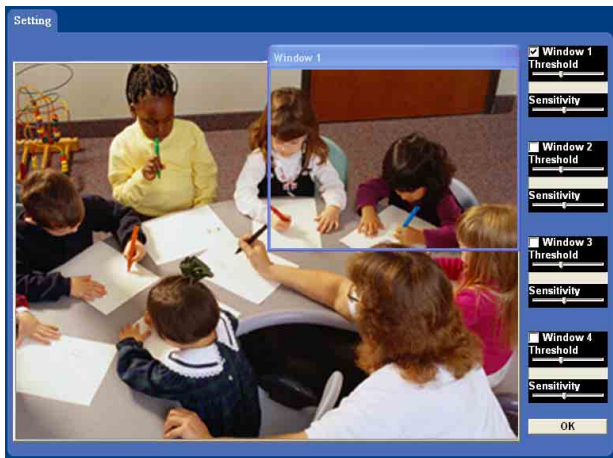 Setting
Window 1
Window 1
Threshold
Sensitivity
Window 2
Threshold
Sensitivity
Window 3
Threshold
Sensitivity
Window 4
Threshold
Sensitivity
OK